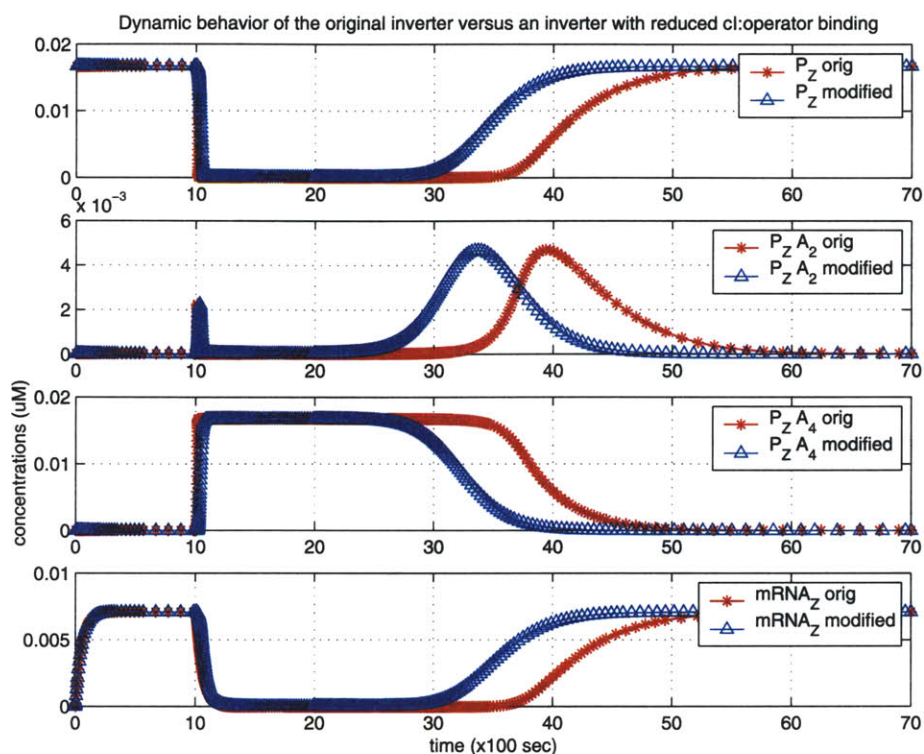 Dynamic behavior of the original inverter versus an inverter with reduced cI:operator binding
0.02
0.01
0
0 10 20 30 40 50 60 70
P_Z orig
P_Z modified
x 10^-3
6
4
2
0
0 10 20 30 40 50 60 70
P_Z A_2 orig
P_Z A_2 modified
concentrations (uM)
0.02
0.01
0
0 10 20 30 40 50 60 70
P_Z A_4 orig
P_Z A_4 modified
0.01
0.005
0
0 10 20 30 40 50 60 70
mRNA_Z orig
mRNA_Z modified
time (x100 sec)